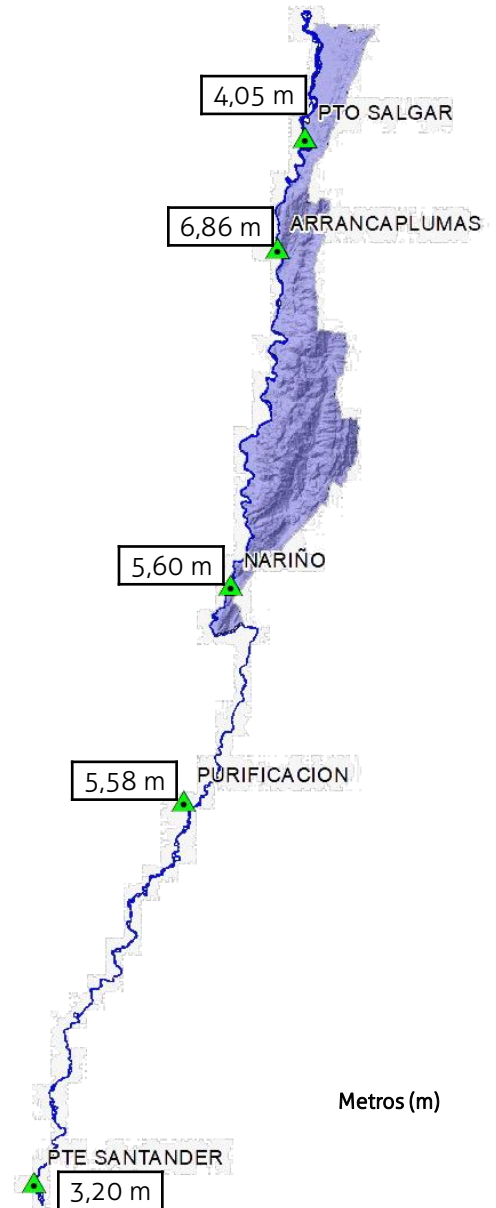 4,05 m
PTO SALGAR
6,86 m
ARRANCAPLUMAS
5,60 m
NARIÑO
5,58 m
PURIFICACION
Metros (m)
PTE SANTANDER
3,20 m